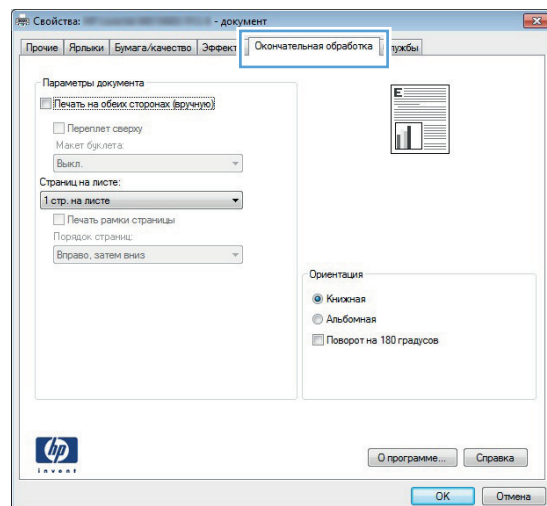 Свойства: - документ
Прочие Ярлыки Бумага/качество Эффект Окончательная обработка лужбы
Параметры документа
Печать на обеих сторонах (вручную)
Переплет сверху
Макет буклета:
Выкл.
Страниц на листе:
1 стр. на листе
Печать рамки страницы
Порядок страниц:
Вправо, затем вниз
E
Ориентация
Книжная
Альбомная
Поворот на 180 градусов
hp
invent
О программе... Справка
OK Отмена